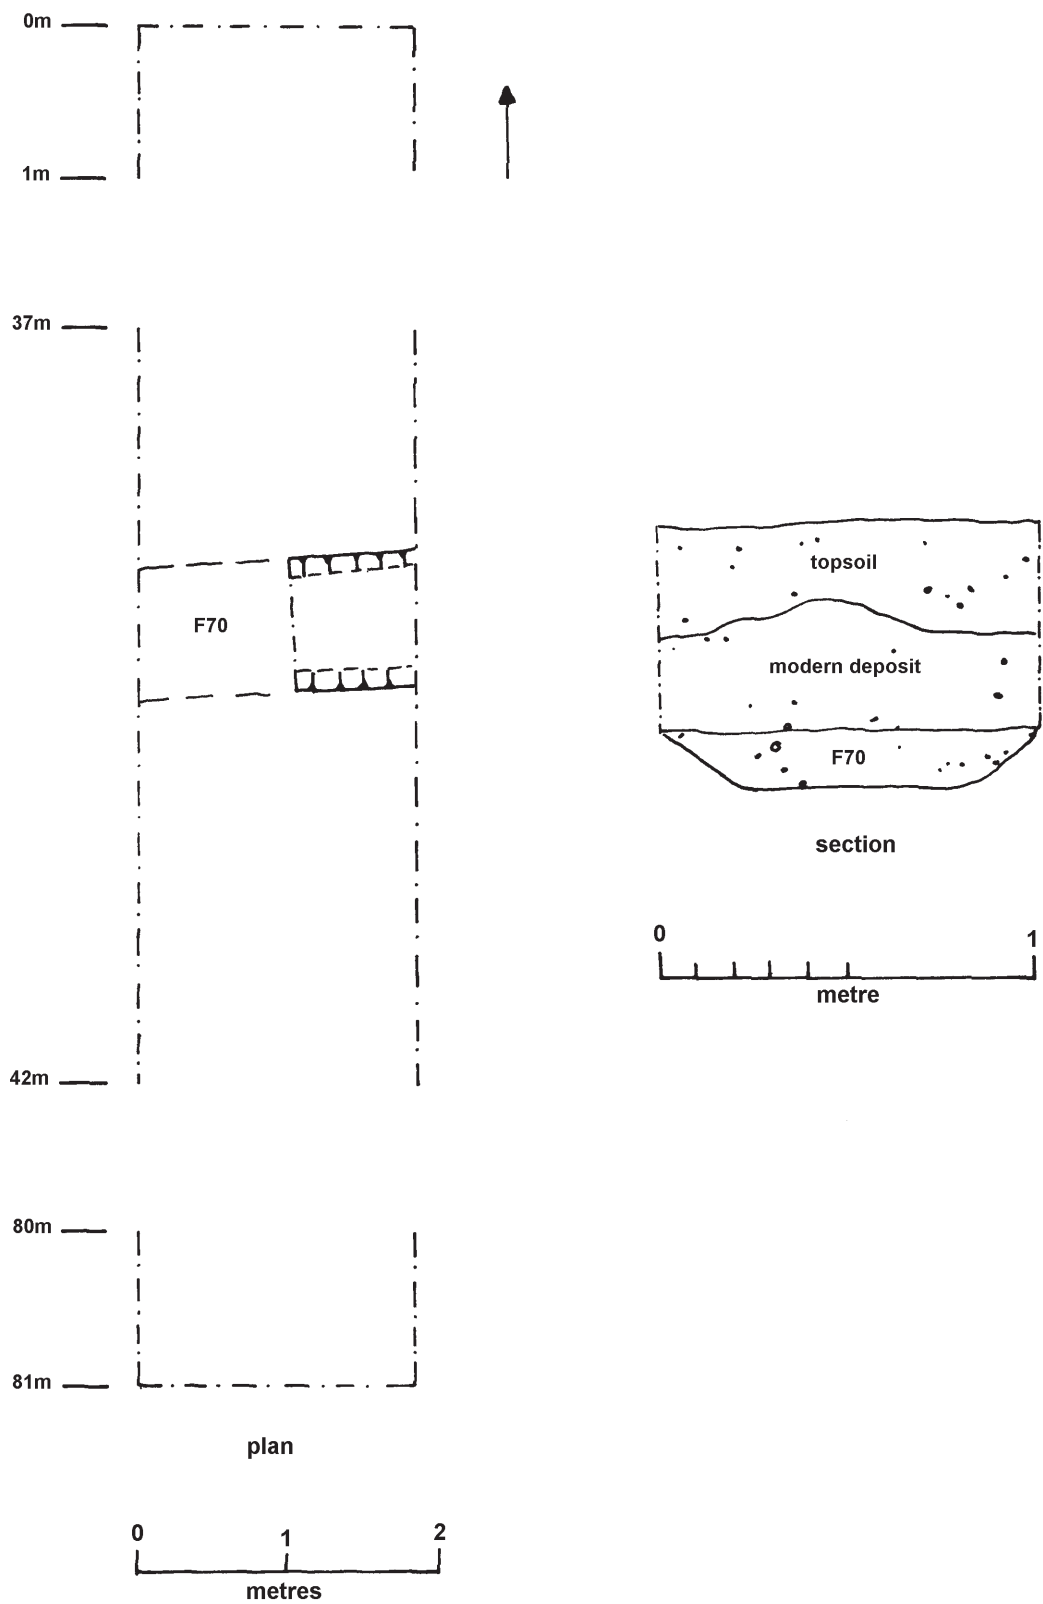 0m
1m
37m
F70
42m
80m
81m
plan
0 1 2
metres
topsoil
modern deposit
F70
section
0 1
metre